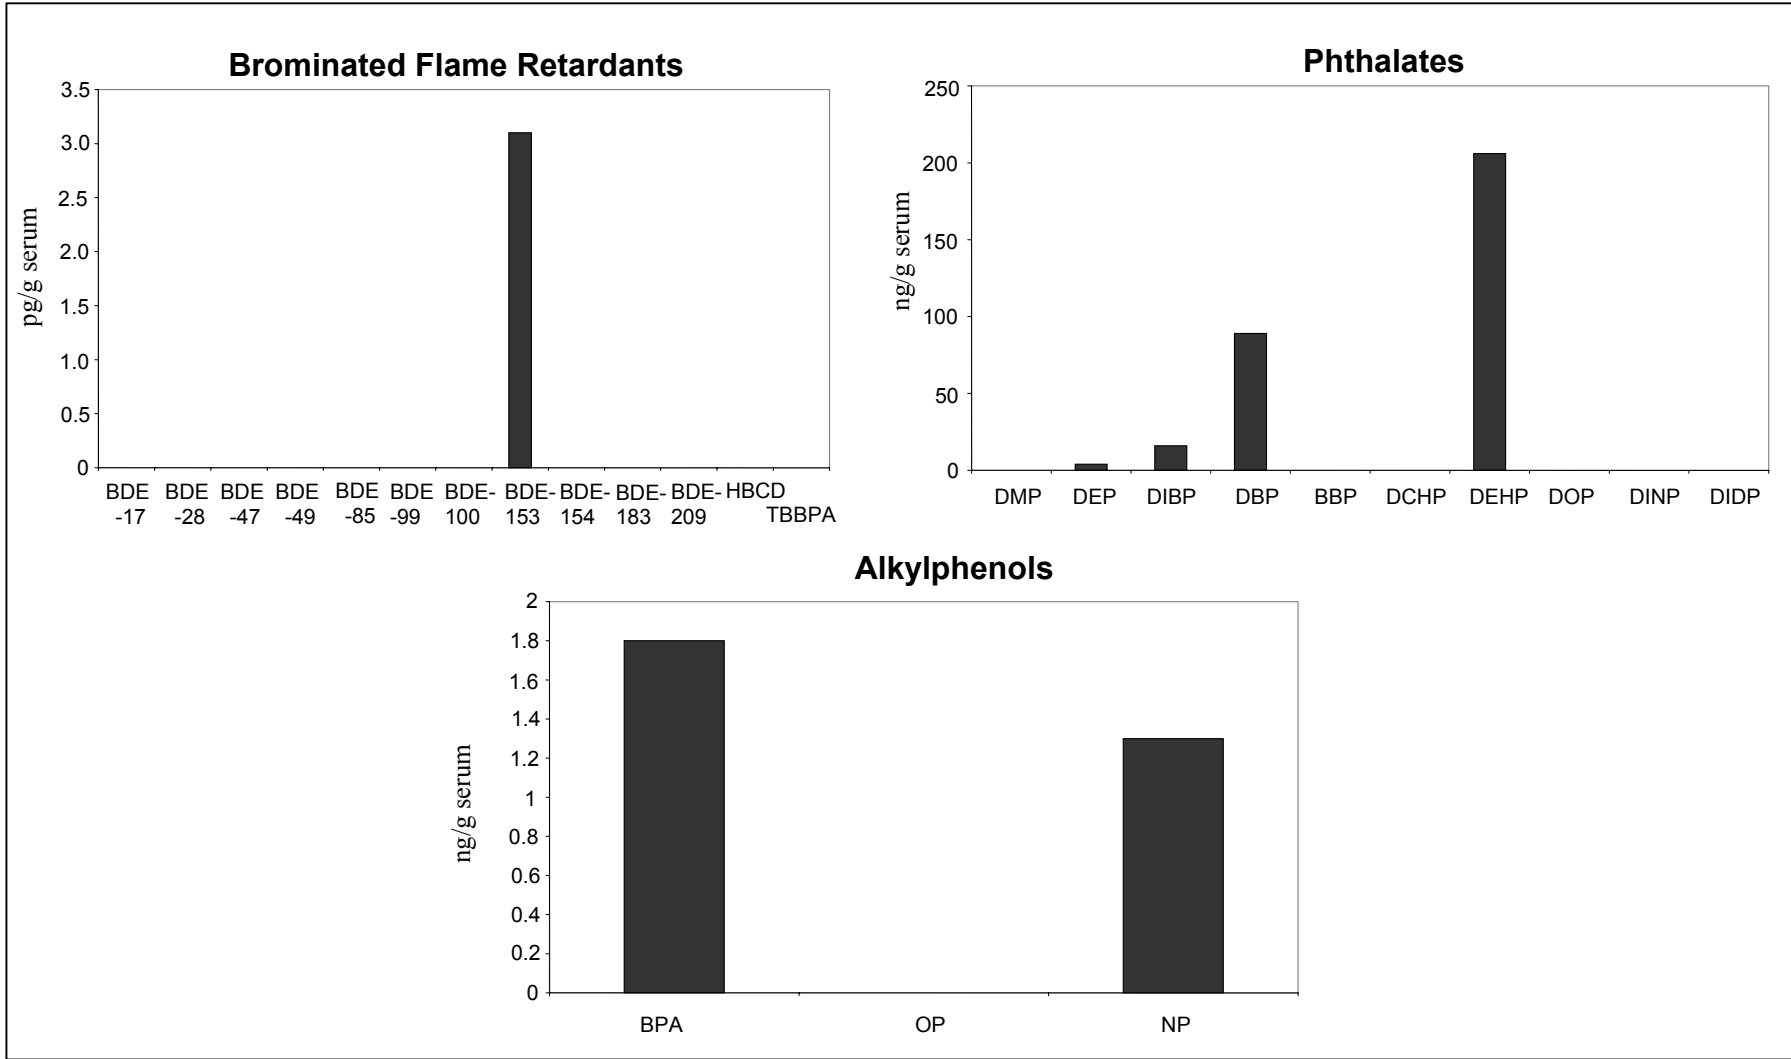 Brominated Flame Retardants
3.5
3.0
2.5
2.0
1.5
1.0
0.5
0
pg/g serum
BDE BDE BDE BDE BDE BDE BDE- BDE- BDE- BDE- BDE- HBCD
-17 -28 -47 -49 -85 -99 100 153 154 183 209 TBBPA
Phthalates
250
200
150
100
50
0
ng/g serum
DMP DEP DIBP DBP BBP DCHP DEHP DOP DINP DIDP
Alkylphenols
2
1.8
1.6
1.4
1.2
1
0.8
0.6
0.4
0.2
0
ng/g serum
BPA OP NP